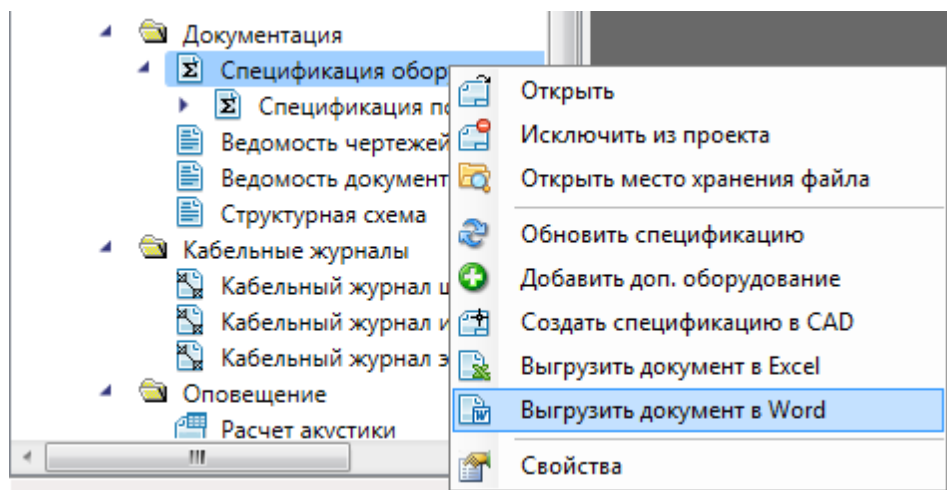 Документация
Спецификация обор
Спецификация по
Ведомость чертежей
Ведомость документ
Структурная схема
Кабельные журналы
Кабельный журнал
Кабельный журнал и
Кабельный журнал э
Оповещение
Расчет акустики
Открыть
Исключить из проекта
Открыть место хранения файла
Обновить спецификацию
Добавить доп. оборудование
Создать спецификацию в CAD
Выгрузить документ в Excel
Выгрузить документ в Word
Свойства